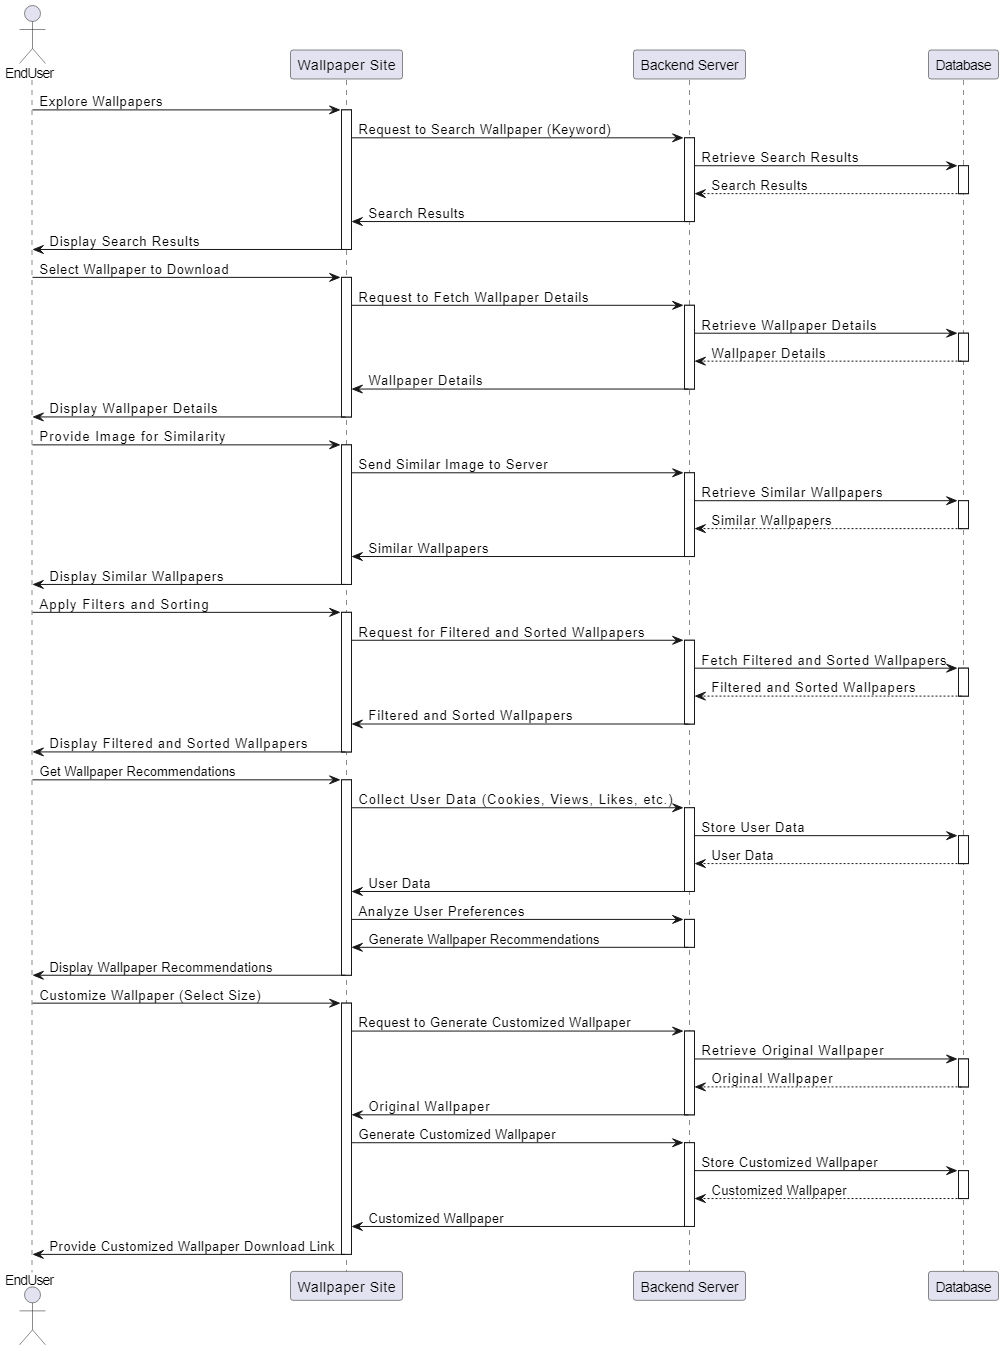 EndUser
Wallpaper Site
Backend Server
Database
Explore Wallpapers
Request to Search Wallpaper (Keyword)
Retrieve Search Results
Search Results
Search Results
Display Search Results
Select Wallpaper to Download
Request to Fetch Wallpaper Details
Retrieve Wallpaper Details
Wallpaper Details
Wallpaper Details
Display Wallpaper Details
Provide Image for Similarity
Send Similar Image to Server
Retrieve Similar Wallpapers
Similar Wallpapers
Similar Wallpapers
Display Similar Wallpapers
Apply Filters and Sorting
Request for Filtered and Sorted Wallpapers
Fetch Filtered and Sorted Wallpapers
Filtered and Sorted Wallpapers
Filtered and Sorted Wallpapers
Display Filtered and Sorted Wallpapers
Get Wallpaper Recommendations
Collect User Data (Cookies, Views, Likes, etc.)
Store User Data
User Data
User Data
Analyze User Preferences
Generate Wallpaper Recommendations
Display Wallpaper Recommendations
Customize Wallpaper (Select Size)
Request to Generate Customized Wallpaper
Retrieve Original Wallpaper
Original Wallpaper
Original Wallpaper
Generate Customized Wallpaper
Store Customized Wallpaper
Customized Wallpaper
Customized Wallpaper
Provide Customized Wallpaper Download Link
EndUser
Wallpaper Site
Backend Server
Database